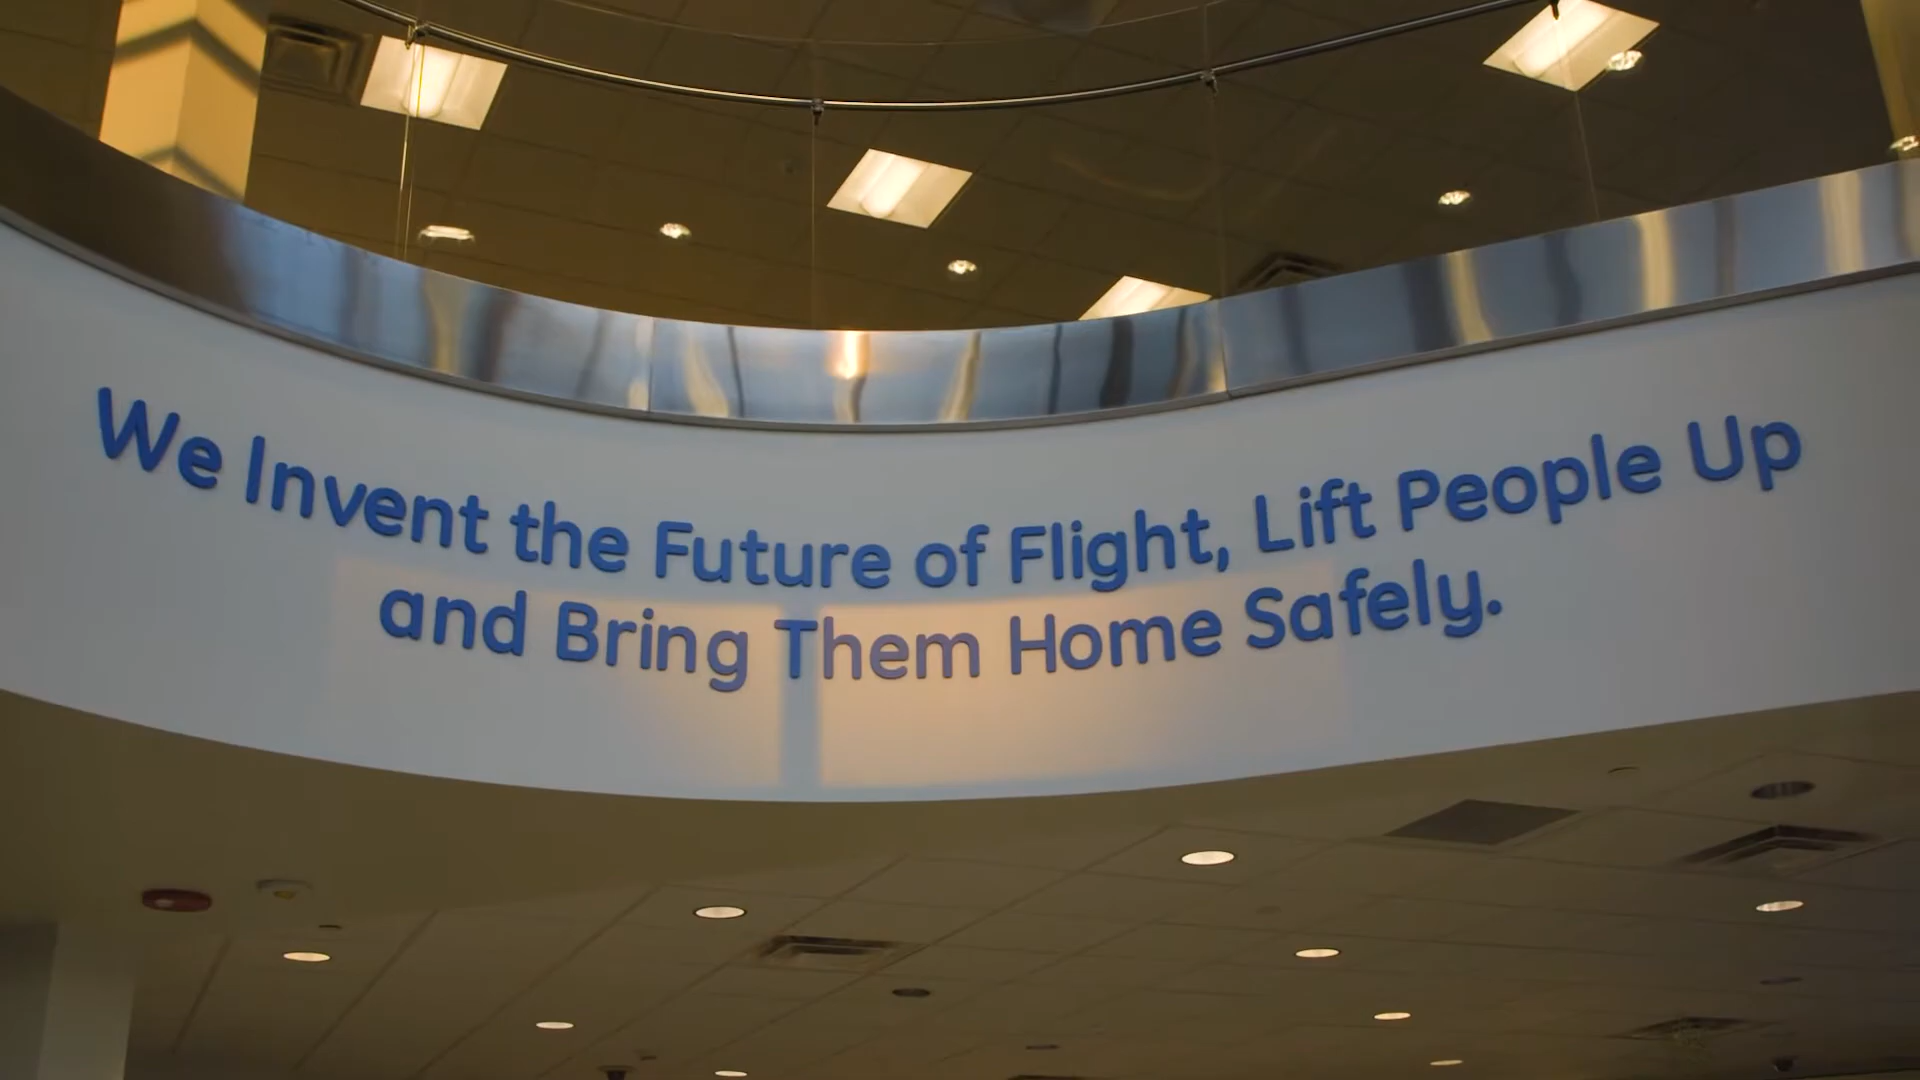 We Invent the Future of Flight, Lift People Up
and Bring Them Home Safely.